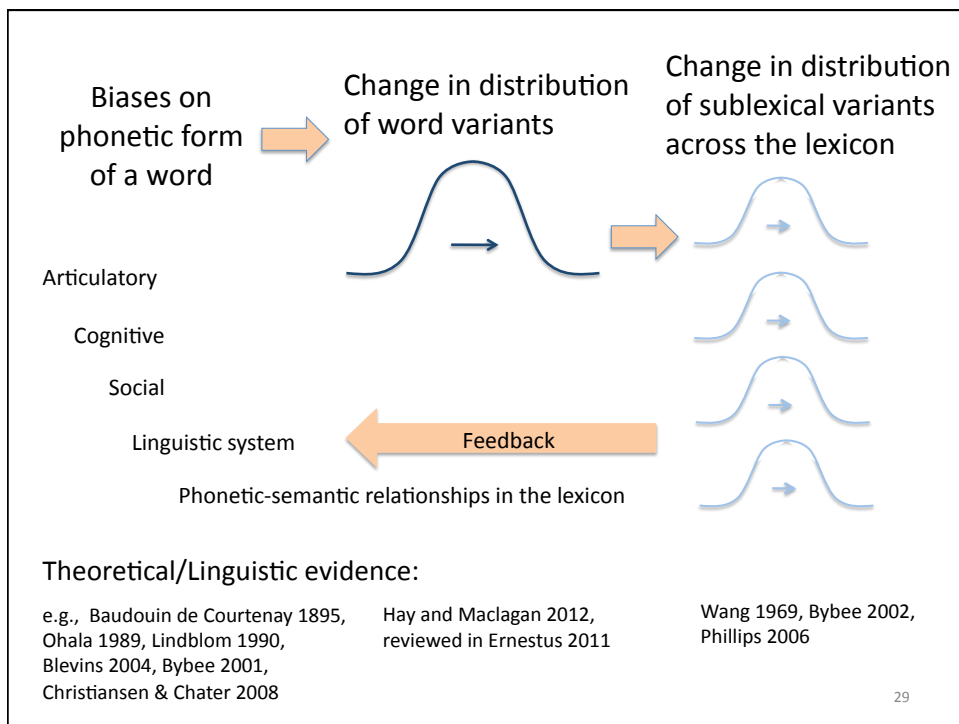 Biases on
phonetic form
of a word
Change in distribution
of word variants
Change in distribution
of sublexical variants
across the lexicon
Articulatory
Cognitive
Social
Linguistic system
Feedback
Phonetic-semantic relationships in the lexicon
Theoretical/Linguistic evidence:
e.g., Baudouin de Courtenay 1895,
Ohala 1989, Lindblom 1990,
Blevins 2004, Bybee 2001,
Christiansen & Chater 2008
Hay and Maclagan 2012,
reviewed in Ernestus 2011
Wang 1969, Bybee 2002,
Phillips 2006
29